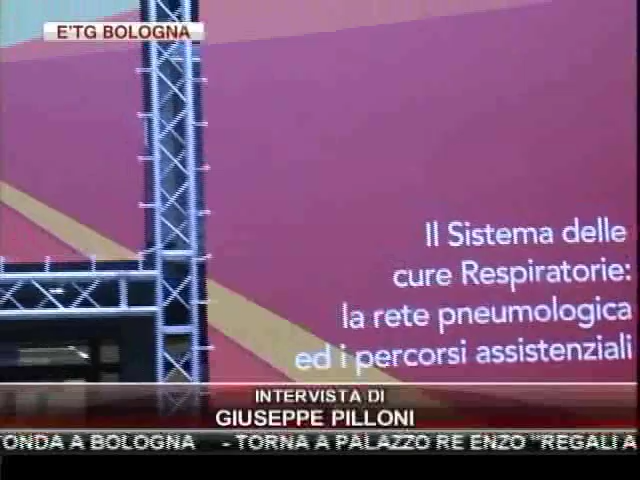 E'TG BOLOGNA
Il Sistema delle
cure Respiratorie:
la rete pneumologica
ed i percorsi assistenziali
INTERVISTA DI
GIUSEPPE PILLONI
ONDA A BOLOGNA - TORNA A PALAZZO RE ENZO "REGALI A